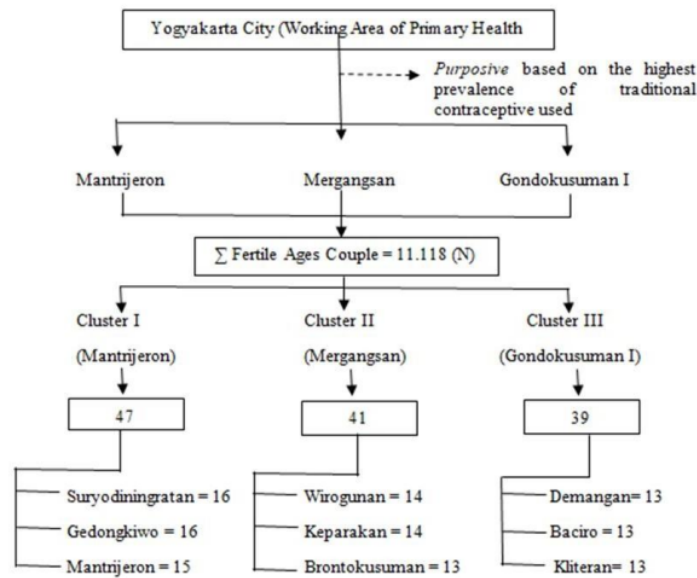 Yogyakarta City (Working Area of Primary Health
Purposive based on the highest
prevalence of traditional
contraceptive used
Mantrijeron Mergangsan Gondokusuman I
∑ Fertile Ages Couple = 11.118 (N)
Cluster I Cluster II Cluster III
(Mantrijeron) (Mergangsan) (Gondokusuman I)
47 41 39
Suryodiningratan = 16 Wirogunan = 14 Demangan= 13
Gedongkiwo = 16 Keparakan = 14 Baciro = 13
Mantrijeron = 15 Brontokusuman = 13 Kliteran= 13